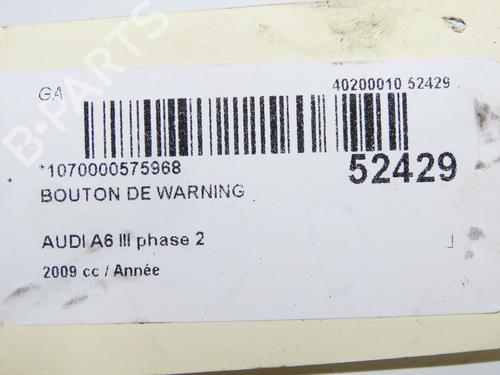 B-PARTS
GA
40200010 52429
*1070000575968
52429
BOUTON DE WARNING
AUDI A6 III phase 2
2009 cc / Année